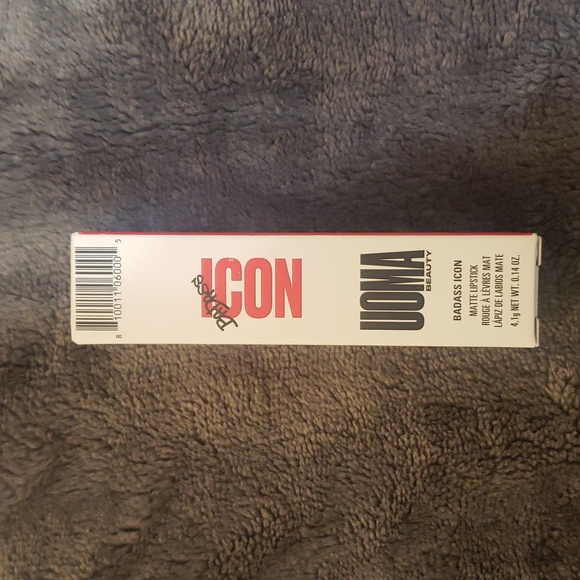 BADASS
ICON
UOMA
BEAUTY
BADASS ICON
MATTE LIPSTICK
ROUGE À LÈVRES MAT
LÁPIZ DE LABIOS MATE
4.1g NET WT. 0.14 OZ.
8 10011 06000 5